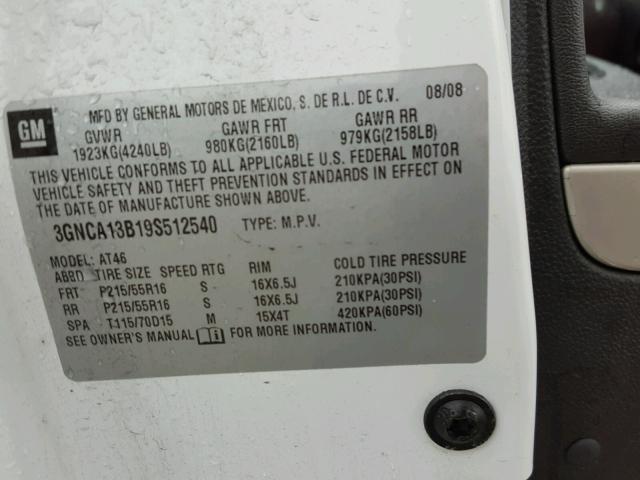 GM
MFD BY GENERAL MOTORS DE MEXICO, S. DE R.L. DE C.V. 08/08
GVWR GAWR FRT GAWR RR
1923KG(4240LB) 980KG(2160LB) 979KG(2158LB)
THIS VEHICLE CONFORMS TO ALL APPLICABLE U.S. FEDERAL MOTOR
VEHICLE SAFETY AND THEFT PREVENTION STANDARDS IN EFFECT ON
THE DATE OF MANUFACTURE SHOWN ABOVE.
3GNCA13B19S512540 TYPE: M.P.V.
MODEL: AT46
ABBD TIRE SIZE SPEED RTG RIM COLD TIRE PRESSURE
FRT P215/55R16 S 16X6.5J 210KPA(30PSI)
RR P215/55R16 S 16X6.5J 210KPA(30PSI)
SPA T115/70D15 M 15X4T 420KPA(60PSI)
SEE OWNER'S MANUAL i FOR MORE INFORMATION.